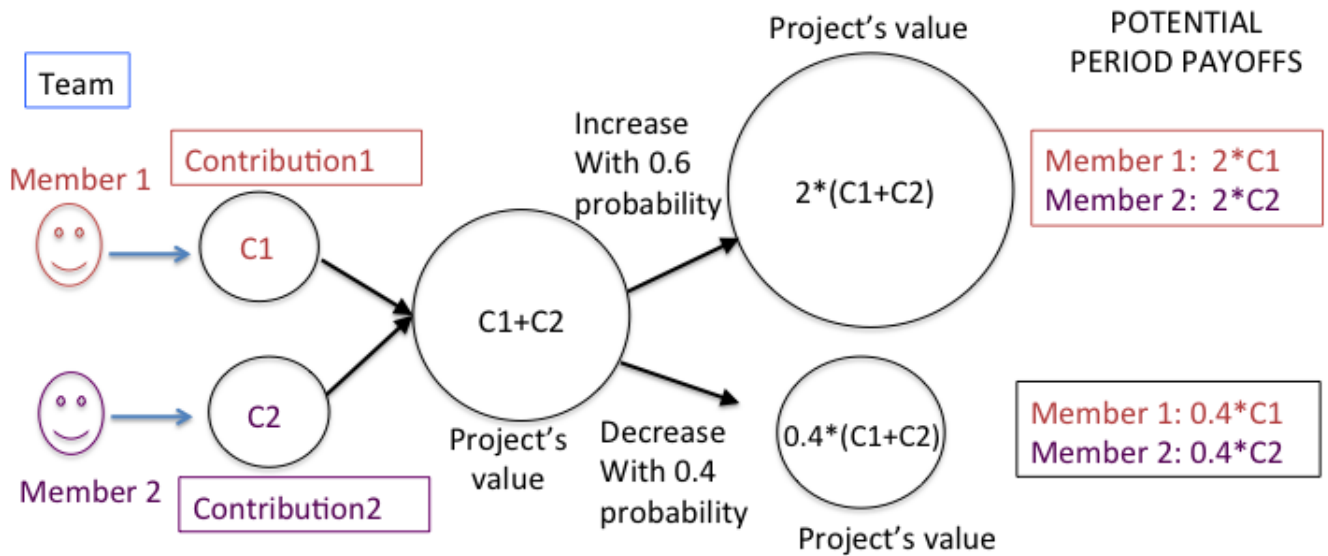 Team
Member 1
Contribution1
C1
Member 2
C2
Contribution2
C1+C2
Project's
value
Increase
With 0.6
probability
Project's value
2*(C1+C2)
Decrease
With 0.4
probability
0.4*(C1+C2)
Project's value
POTENTIAL
PERIOD PAYOFFS
Member 1:  2*C1
Member 2:  2*C2
Member 1: 0.4*C1
Member 2: 0.4*C2